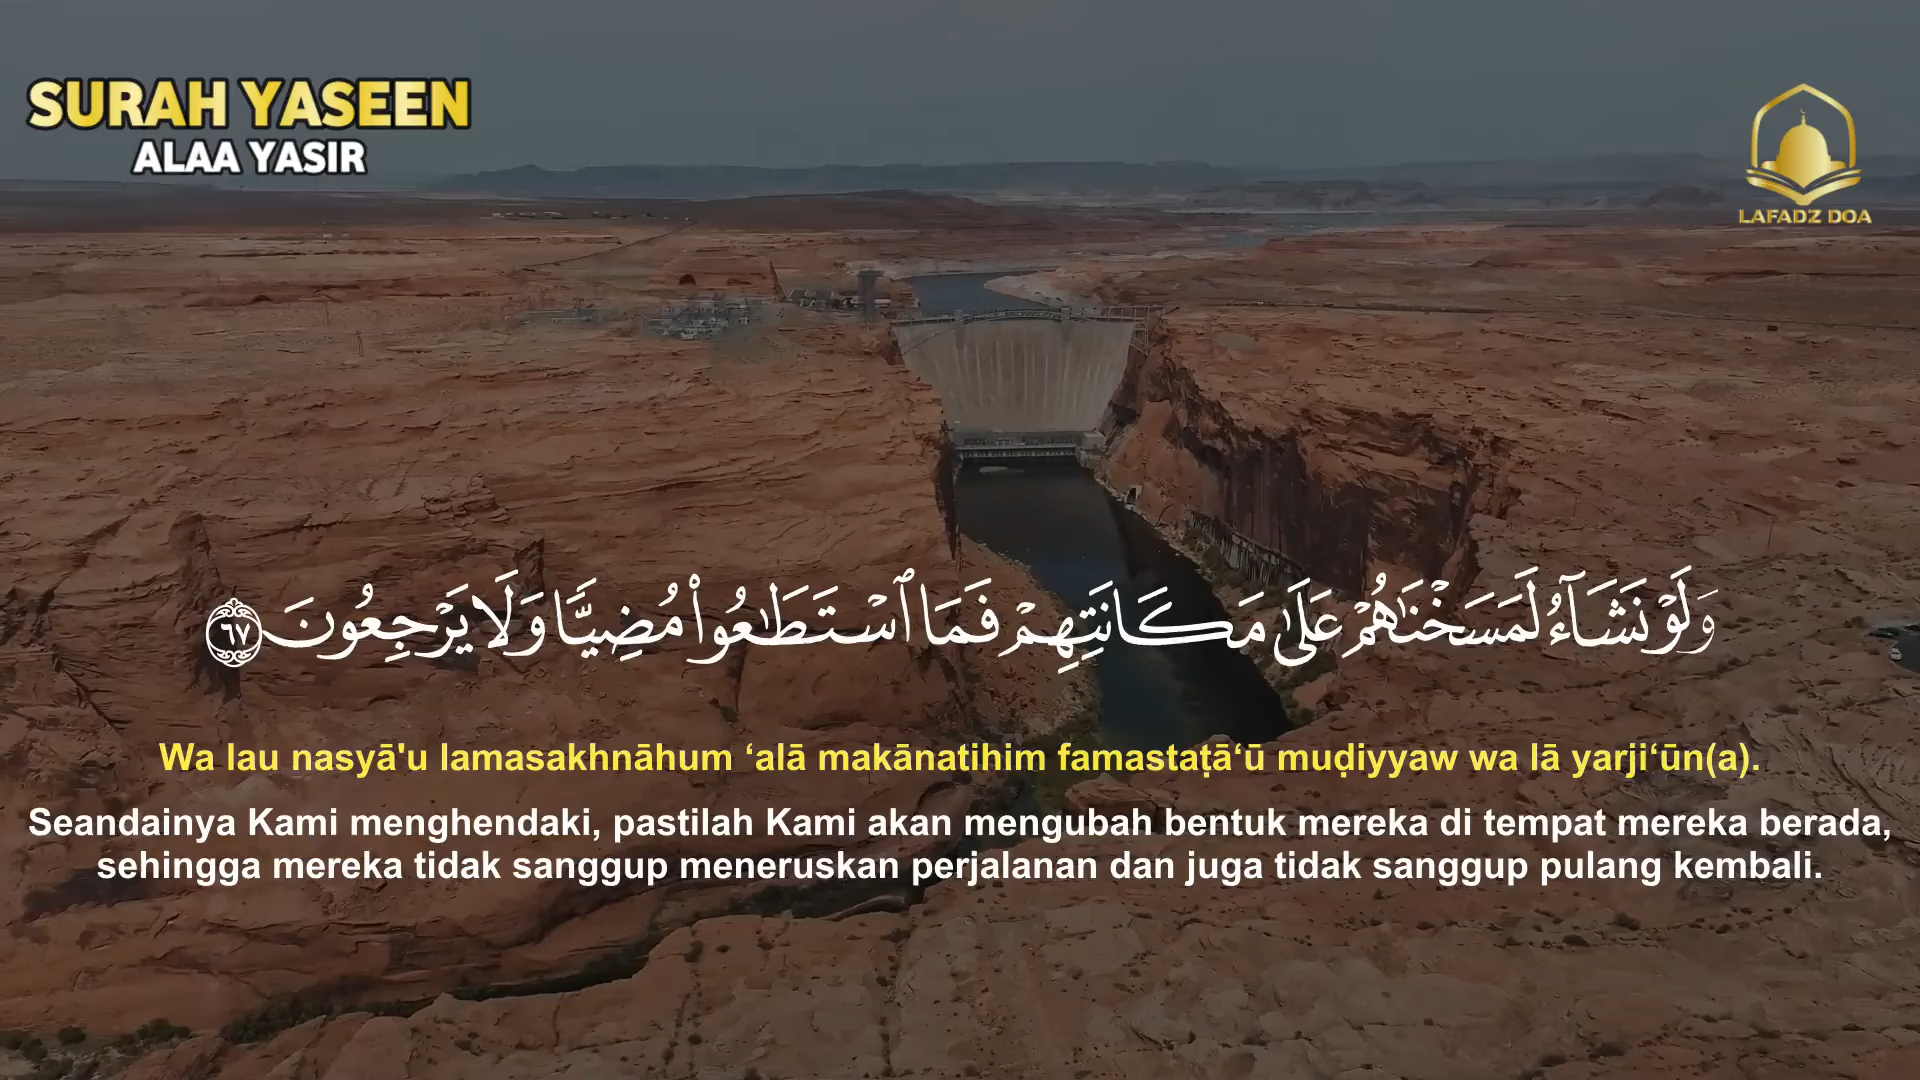 SURAH YASEEN
ALAA YASIR
LAFADZ DOA
وَلَوْ نَشَآءُ لَمَسَخْنَٰهُمْ عَلَىٰ مَكَانَتِهِمْ فَمَا ٱسْتَطَٰعُوا۟ مُضِيًّا وَلَا يَرْجِعُونَ ٦٧
Wa lau nasyā'u lamasakhnāhum ‘alā makānatihim famastaṭā‘ū muḍiyyaw wa lā yarji‘ūn(a).
Seandainya Kami menghendaki, pastilah Kami akan mengubah bentuk mereka di tempat mereka berada,
sehingga mereka tidak sanggup meneruskan perjalanan dan juga tidak sanggup pulang kembali.